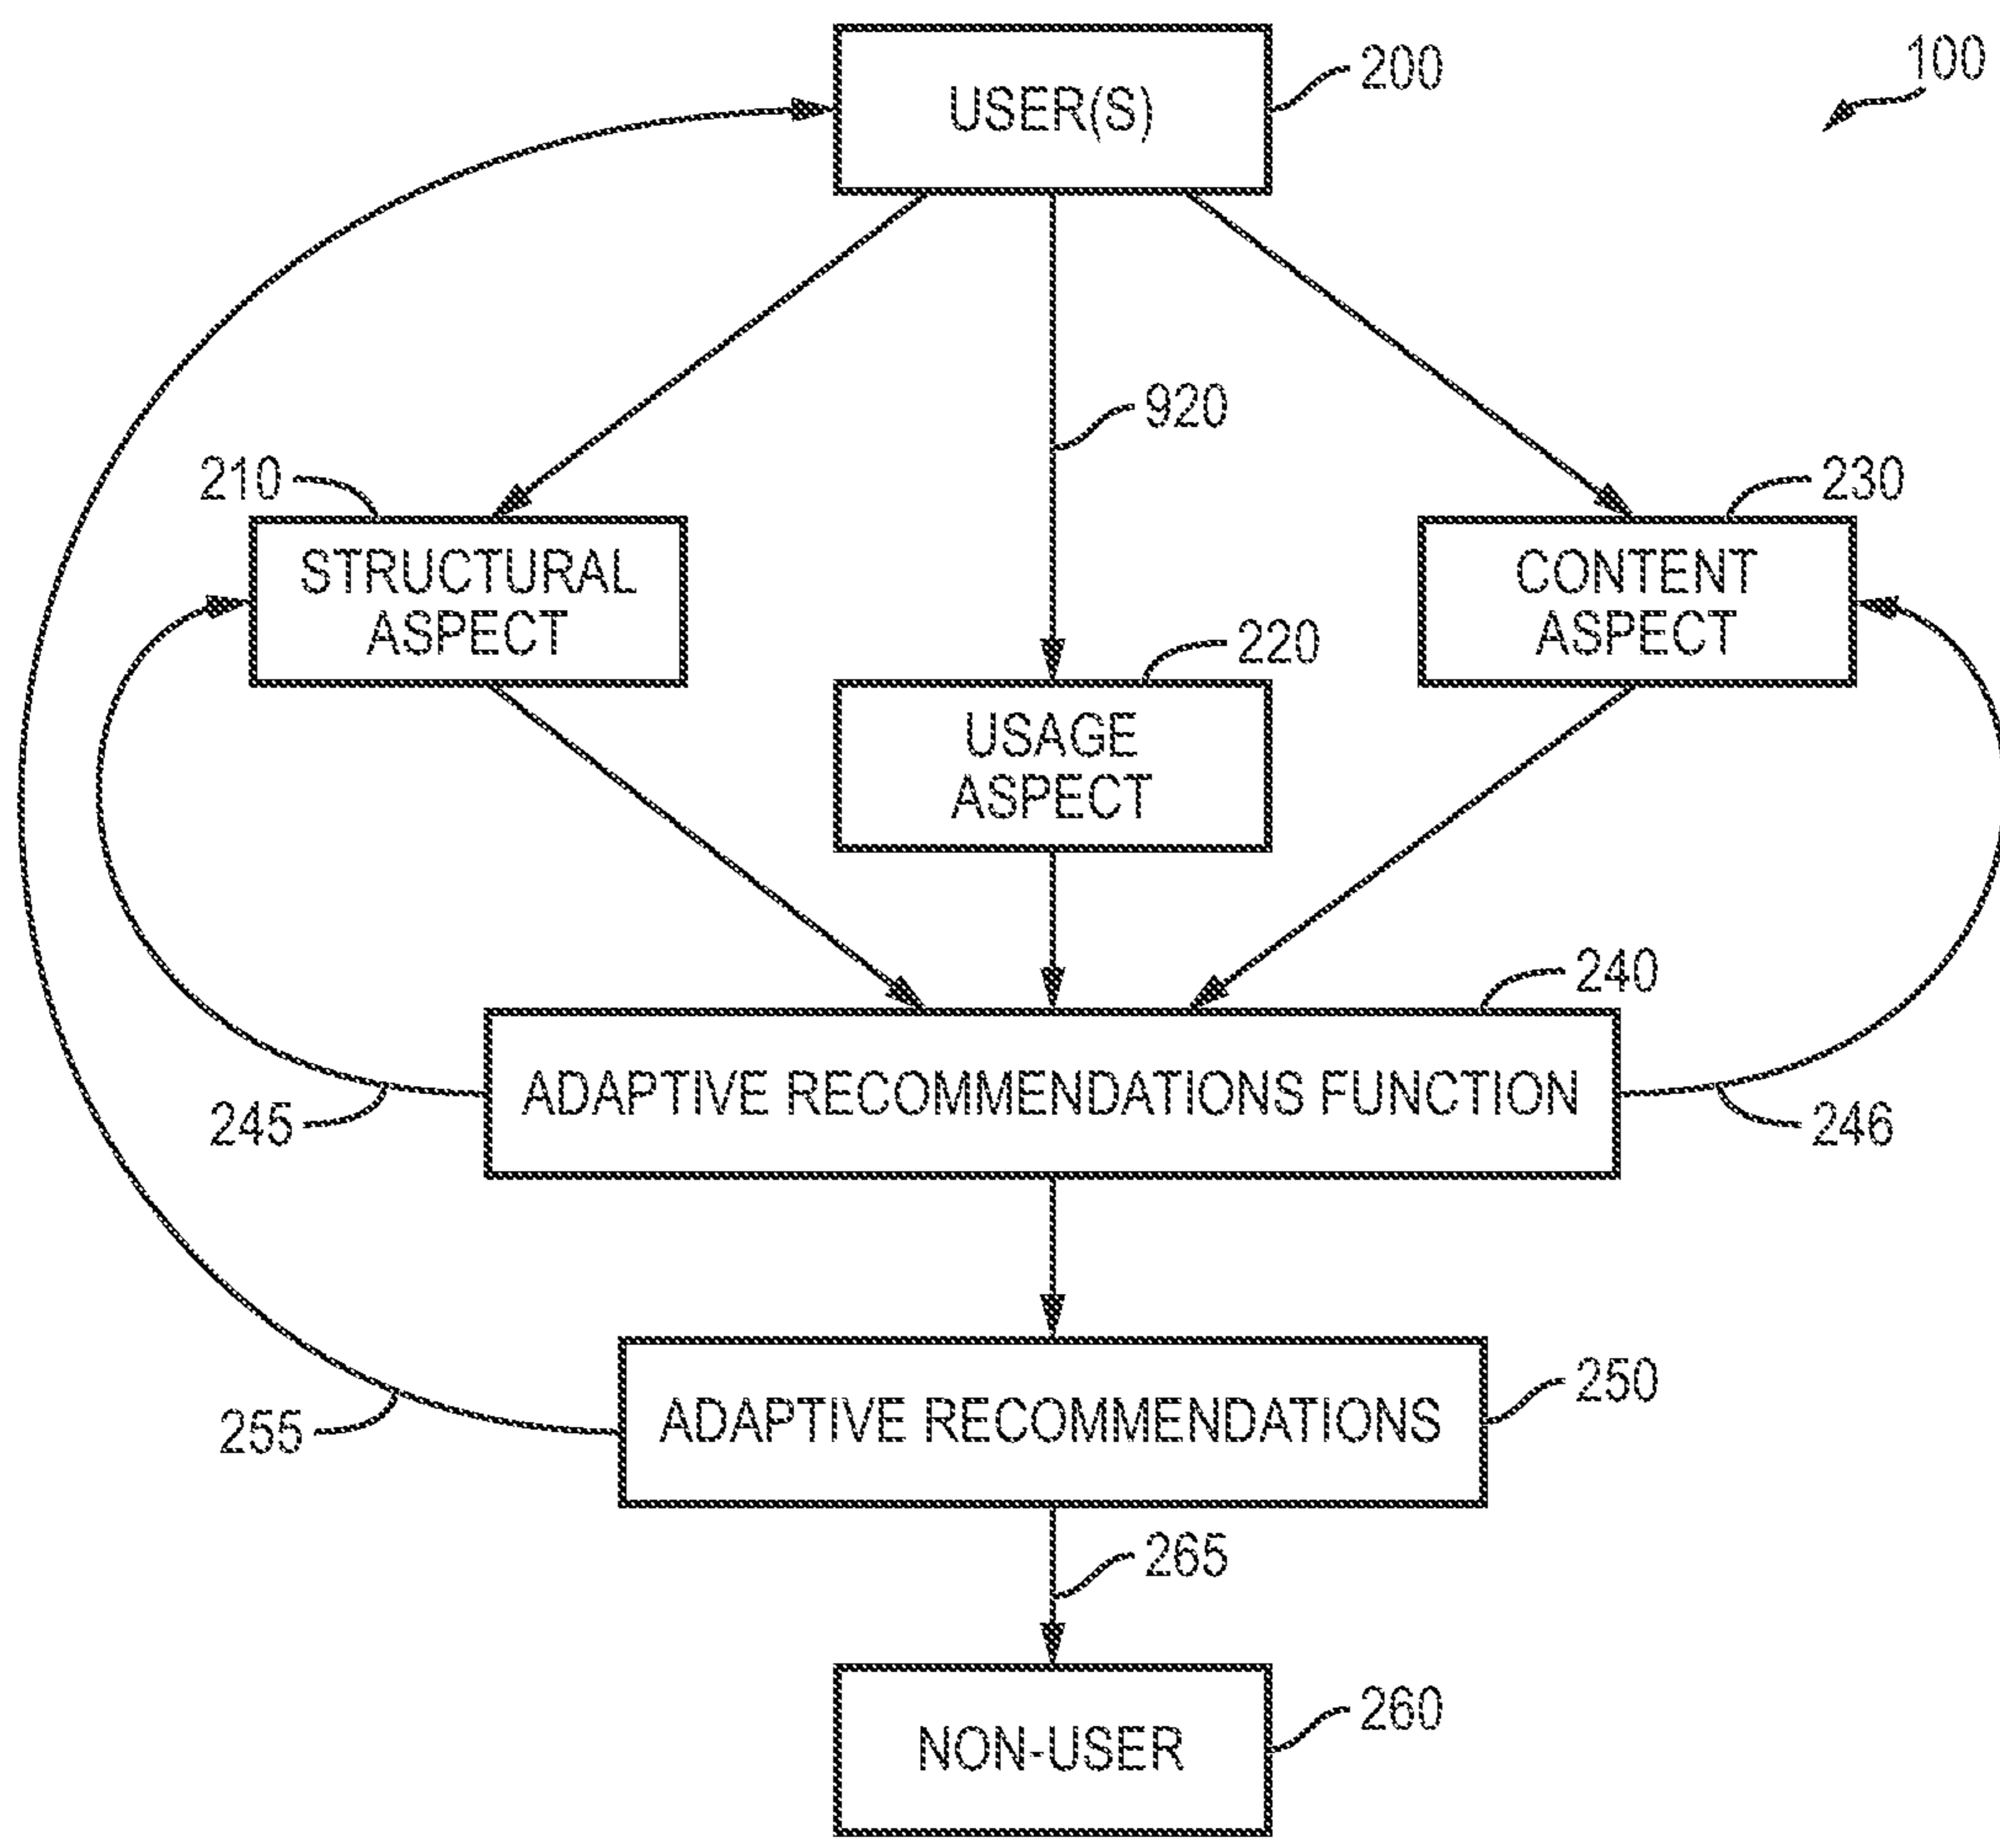 USER(S)
200
100
920
210
230
STRUCTURAL
ASPECT
CONTENT
ASPECT
220
USAGE
ASPECT
240
ADAPTIVE RECOMMENDATIONS FUNCTION
245
246
250
ADAPTIVE RECOMMENDATIONS
255
265
260
NON-USER